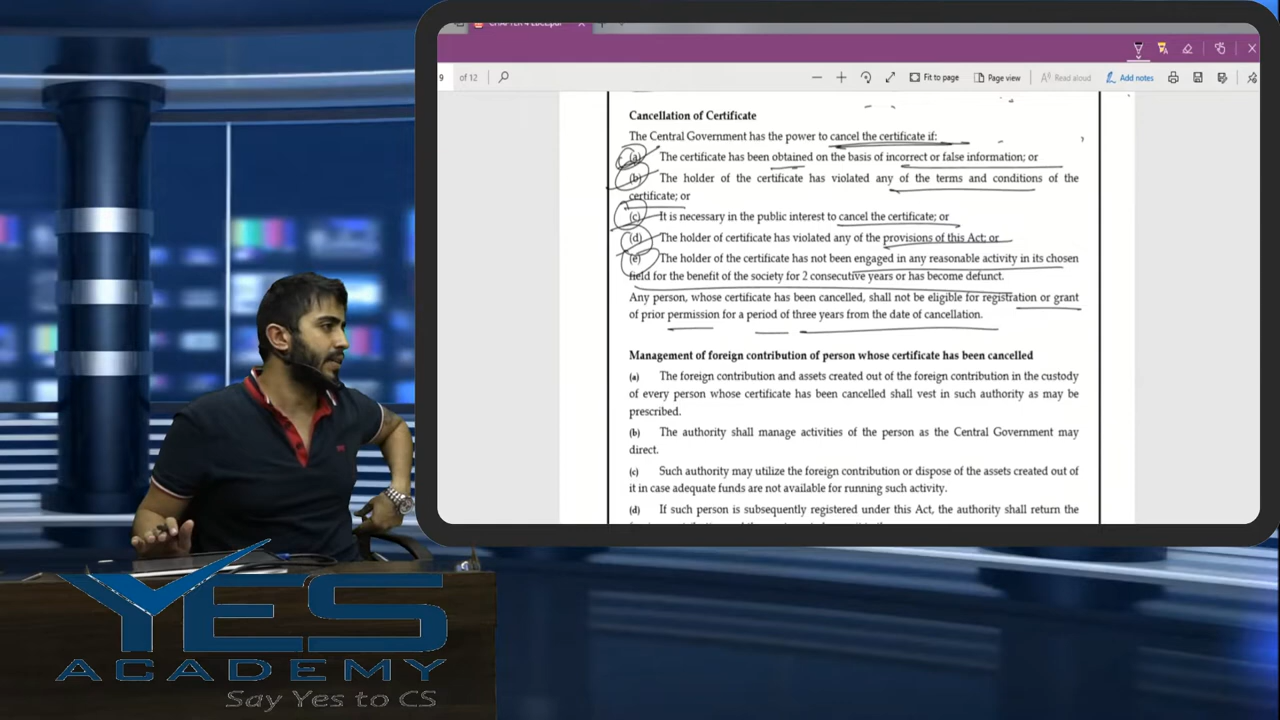 9 of 12 Fit to page Page view Read aloud Add notes
Cancellation of Certificate
The Central Government has the power to cancel the certificate if:
(a) The certificate has been obtained on the basis of incorrect or false information; or
(b) The holder of the certificate has violated any of the terms and conditions of the
certificate; or
(c) It is necessary in the public interest to cancel the certificate; or
(d) The holder of certificate has violated any of the provisions of this Act; or
(e) The holder of the certificate has not been engaged in any reasonable activity in its chosen
field for the benefit of the society for 2 consecutive years or has become defunct.
Any person, whose certificate has been cancelled, shall not be eligible for registration or grant
of prior permission for a period of three years from the date of cancellation.
Management of foreign contribution of person whose certificate has been cancelled
(a) The foreign contribution and assets created out of the foreign contribution in the custody
of every person whose certificate has been cancelled shall vest in such authority as may be
prescribed.
(b) The authority shall manage activities of the person as the Central Government may
direct.
(c) Such authority may utilize the foreign contribution or dispose of the assets created out of
it in case adequate funds are not available for running such activity.
(d) If such person is subsequently registered under this Act, the authority shall return the
YES
ACADEMY
Say Yes to CS